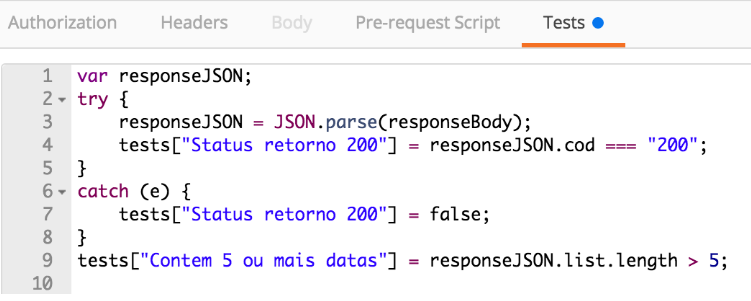 Authorization Headers Body Pre-request Script Tests
1 var responseJSON;
2 try {
3     responseJSON = JSON.parse(responseBody);
4     tests["Status retorno 200"] = responseJSON.cod === "200";
5 }
6 catch (e) {
7     tests["Status retorno 200"] = false;
8 }
9 tests["Contem 5 ou mais datas"] = responseJSON.list.length > 5;
10